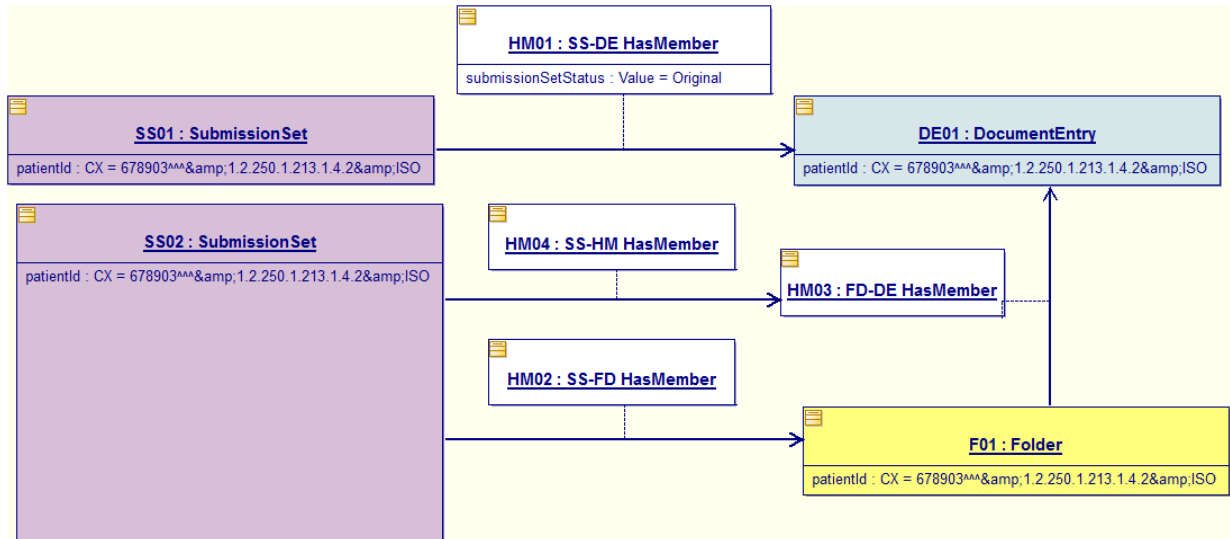 HM01 : SS-DE HasMember
submissionSetStatus : Value = Original
SS01 : SubmissionSet
patientId : CX = 678903^^^&amp;1.2.250.1.213.1.4.2&amp;ISO
DE01 : DocumentEntry
patientId : CX = 678903^^^&amp;1.2.250.1.213.1.4.2&amp;ISO
SS02 : SubmissionSet
patientId : CX = 678903^^^&amp;1.2.250.1.213.1.4.2&amp;ISO
HM04 : SS-HM HasMember
HM03 : FD-DE HasMember
HM02 : SS-FD HasMember
F01 : Folder
patientId : CX = 678903^^^&amp;1.2.250.1.213.1.4.2&amp;ISO